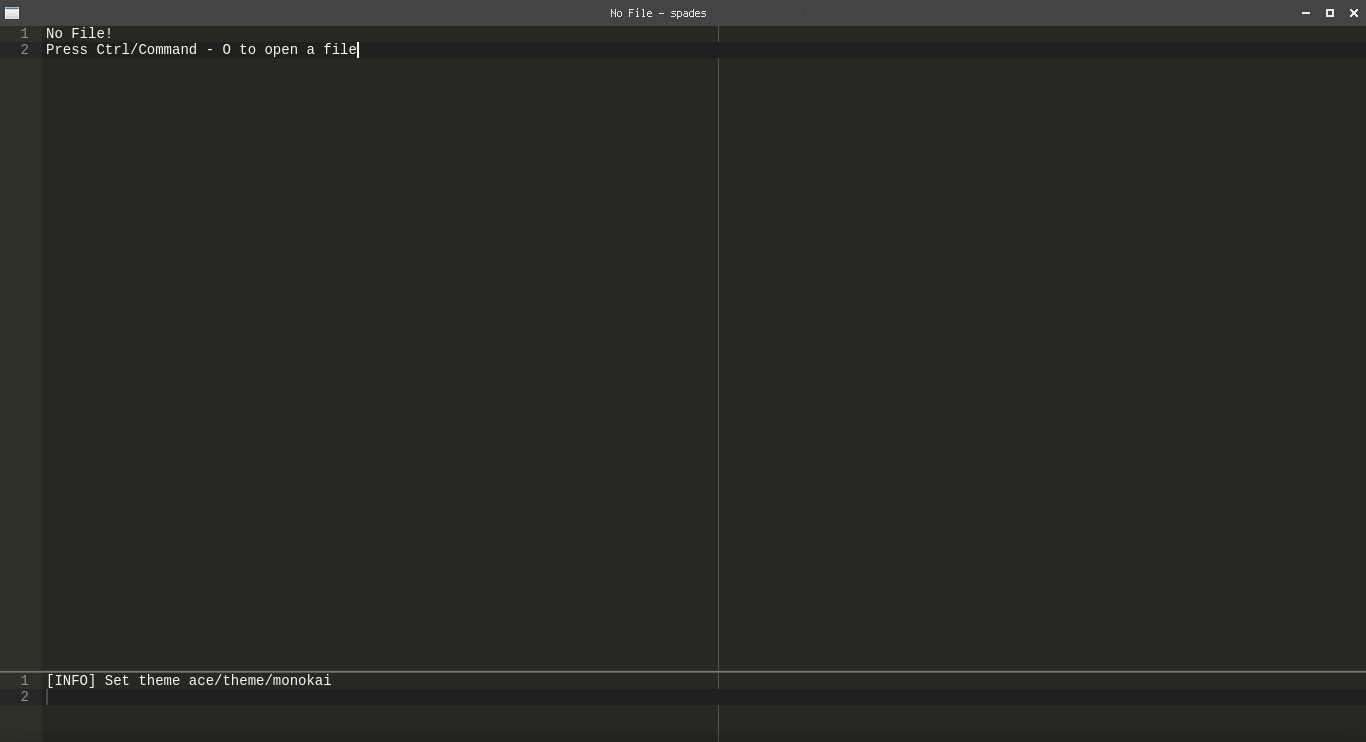 No File - spades
1 No File!
2 Press Ctrl/Command - O to open a file
1 [INFO] Set theme ace/theme/monokai
2